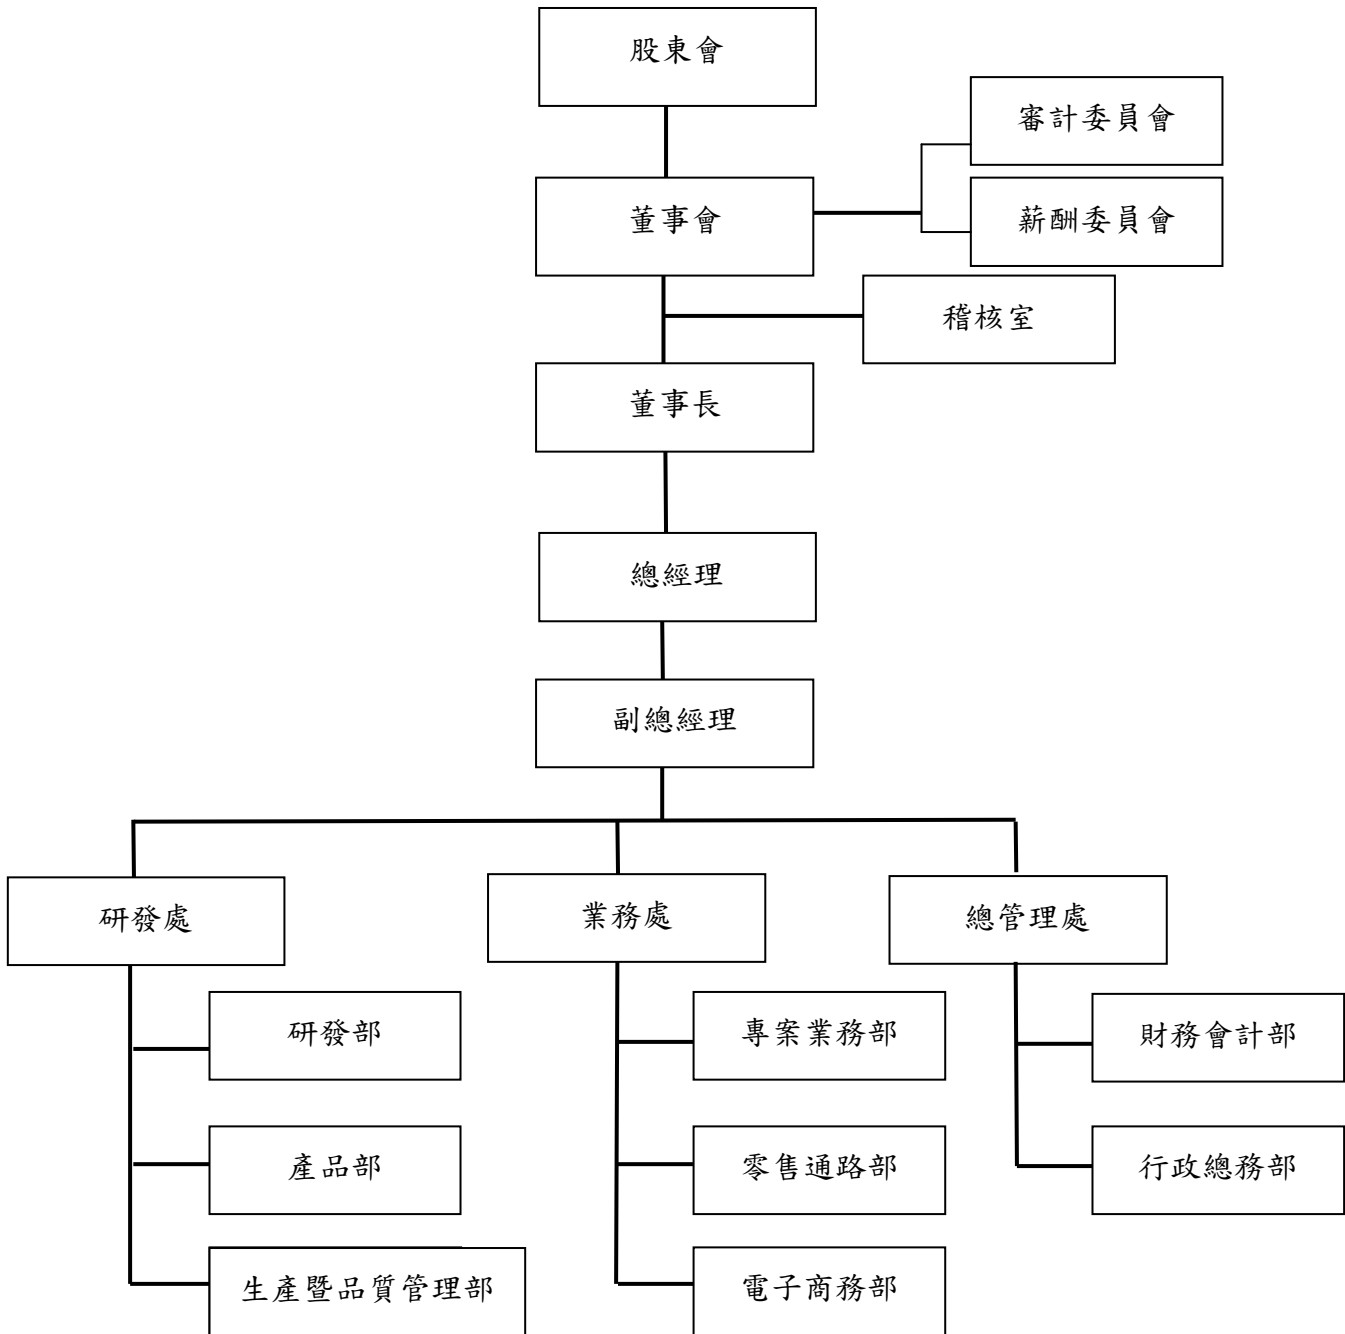 股東會
審計委員會
董事會
薪酬委員會
稽核室
董事長
總經理
副總經理
研發處
業務處
總管理處
研發部
專案業務部
財務會計部
產品部
零售通路部
行政總務部
生產暨品質管理部
電子商務部